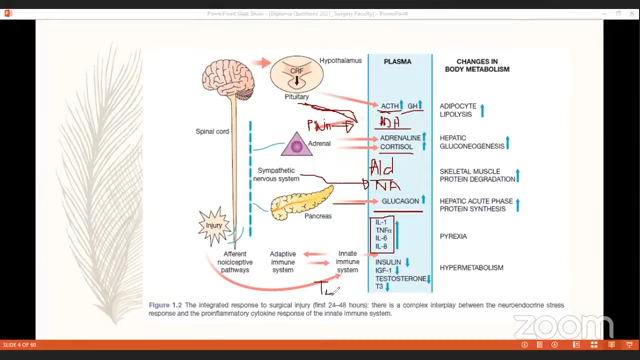 PowerPoint Slide Show - [Diploma Questions 2021_Surgery Faculty] - PowerPoint
Hypothalamus
CRF
Pituitary
PLASMA
CHANGES IN
BODY METABOLISM
ACTH GH
ADIPOCYTE
LIPOLYSIS
Pain
Spinal cord
Adrenal
ADRENALINE
CORTISOL
HEPATIC
GLUCONEOGENESIS
Ald
NA
Sympathetic
nervous system
SKELETAL MUSCLE
PROTEIN DEGRADATION
GLUCAGON
HEPATIC ACUTE PHASE
PROTEIN SYNTHESIS
Pancreas
Injury
IL-1
TNFα
IL-6
IL-8
PYREXIA
Afferent
noiciceptive
pathways
Adaptive
immune
system
Innate
immune
system
INSULIN
IGF-1
TESTOSTERONE
T3
HYPERMETABOLISM
Figure 1.2 The integrated response to surgical injury (first 24–48 hours): there is a complex interplay between the neuroendocrine stress
response and the proinflammatory cytokine response of the innate immune system.
zoom
SLIDE 4 OF 60